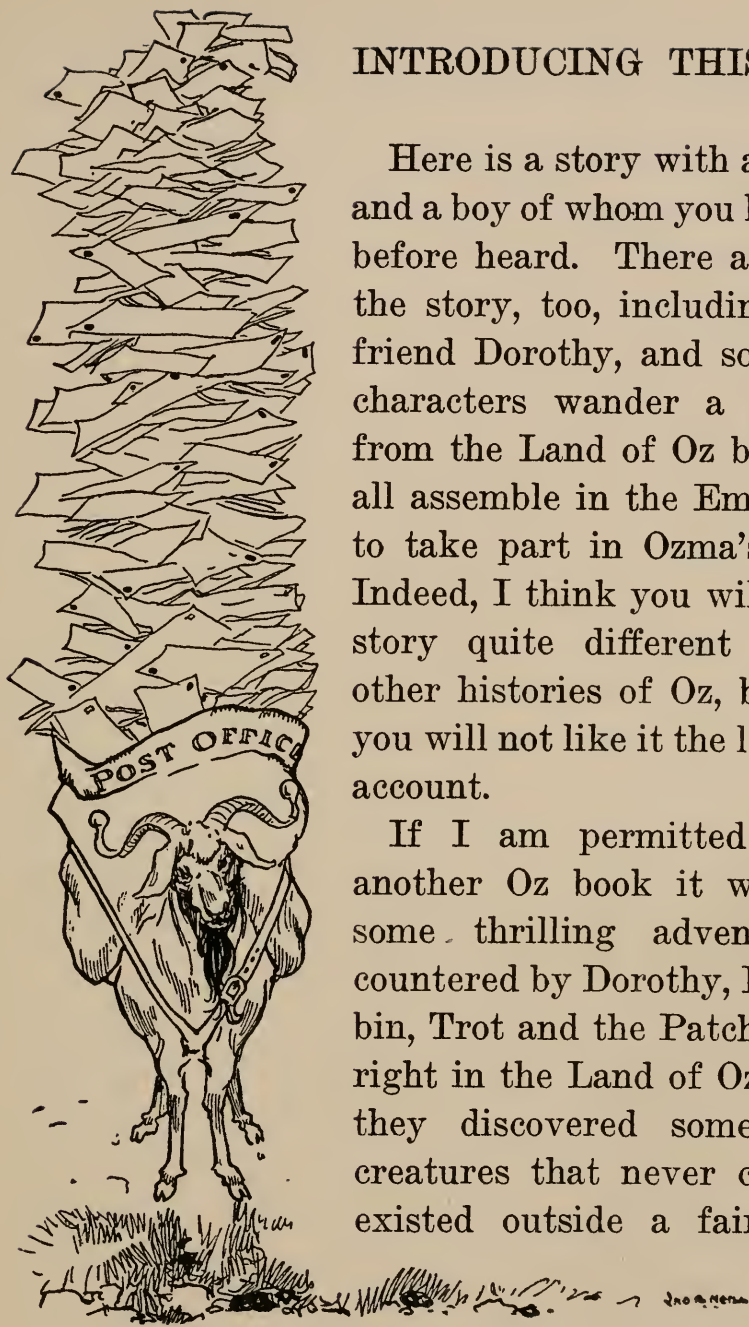 INTRODUCING THIS
Here is a story with a
and a boy of whom you
before heard. There a
the story, too, includin
friend Dorothy, and so
characters wander a
from the Land of Oz b
all assemble in the Em
to take part in Ozma's
Indeed, I think you wil
story quite different
other histories of Oz, b
you will not like it the l
account.
If I am permitted
another Oz book it w
some thrilling adven
countered by Dorothy,
bin, Trot and the Patch
right in the Land of Oz
they discovered some
creatures that never c
existed outside a fair
POST OFFICE